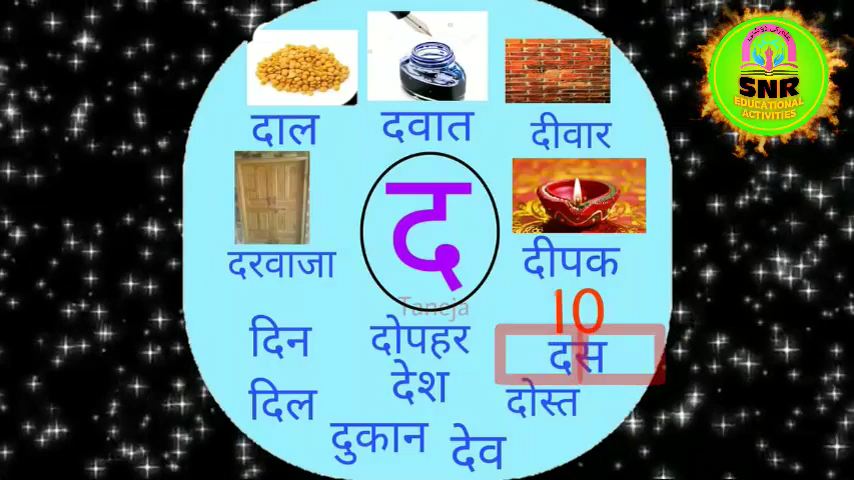 दाल दवात दीवार
दरवाजा द दीपक
Taneja
10
दिन दोपहर दस
दिल देश दोस्त
दुकान देव
SNR
EDUCATIONAL
ACTIVITIES